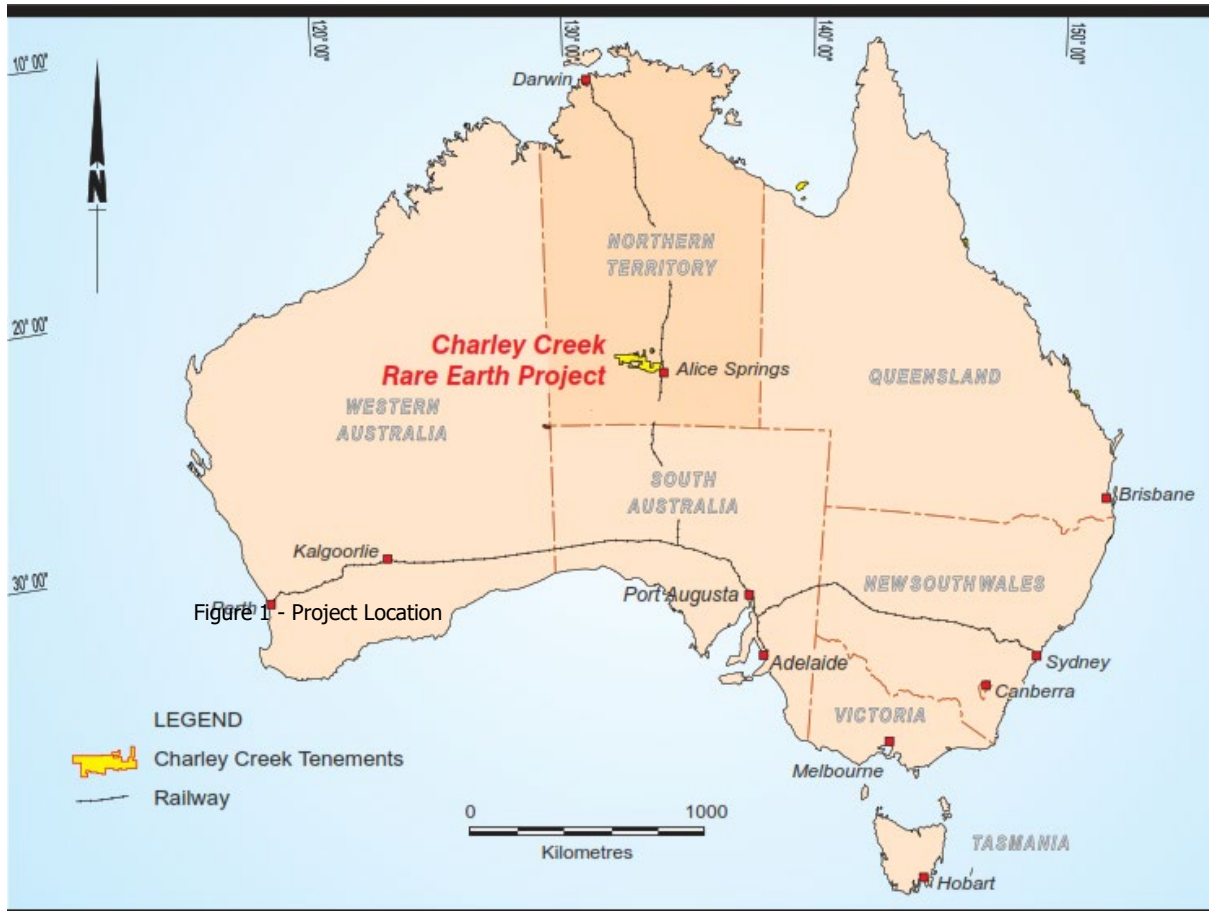 120°00'
130°00'
140°00'
150°00'
10° 00'
Darwin
N
NORTHERN
TERRITORY
20° 00'
Charley Creek
Rare Earth Project
Alice Springs
QUEENSLAND
WESTERN
AUSTRALIA
SOUTH
AUSTRALIA
Brisbane
Kalgoorlie
30° 00'
NEW SOUTH WALES
Port Augusta
Perth
Figure 1 - Project Location
Adelaide
Sydney
Canberra
VICTORIA
LEGEND
Charley Creek Tenements
Melbourne
Railway
0 1000
Kilometres
TASMANIA
Hobart